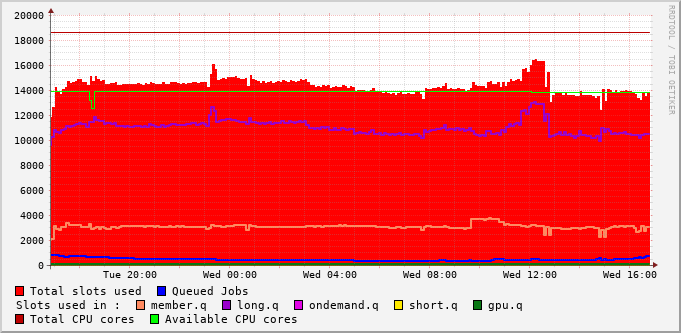 RRDTOOL / TOBI OETIKER
20000
18000
16000
14000
12000
10000
8000
6000
4000
2000
0
Tue 20:00 Wed 00:00 Wed 04:00 Wed 08:00 Wed 12:00 Wed 16:00
Total slots used Queued Jobs
Slots used in : member.q long.q ondemand.q short.q gpu.q
Total CPU cores Available CPU cores